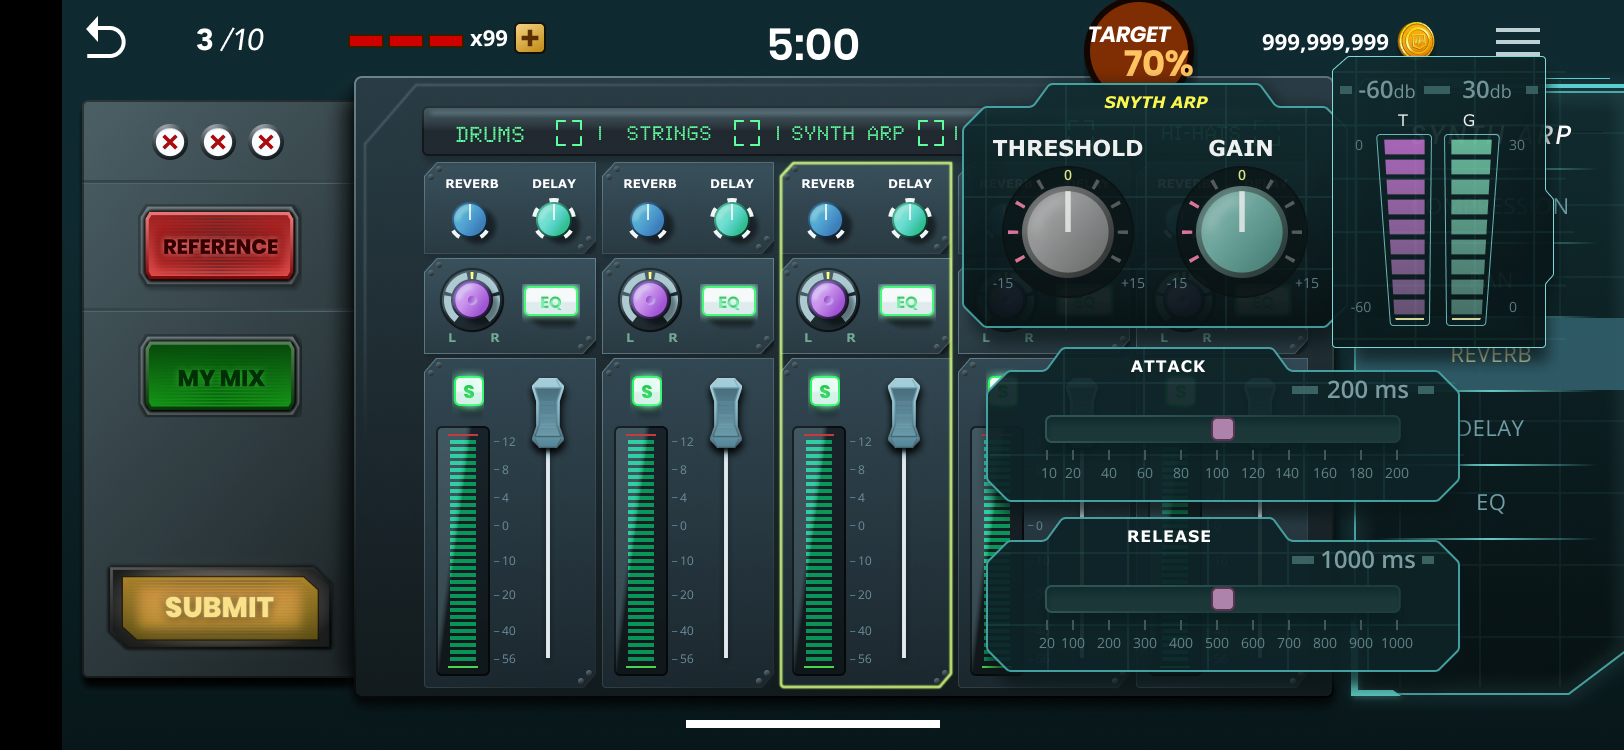 3 /10
x99
5:00
TARGET
70%
999,999,999
DRUMS
STRINGS
SYNTH ARP
REVERB DELAY
REVERB DELAY
REVERB DELAY
EQ
EQ
EQ
L R
L R
L R
L R
S
S
S
12
8
4
0
10
20
40
56
12
8
4
0
10
20
40
56
12
8
4
0
10
20
40
56
0
REFERENCE
MY MIX
SUBMIT
SNYTH ARP
THRESHOLD
GAIN
0
0
-15 +15
-15 +15
-60db
30db
T G
0 30
-60 0
ATTACK
200 ms
10 20 40 60 80 100 120 140 160 180 200
RELEASE
1000 ms
20 100 200 300 400 500 600 700 800 900 1000
REVERB
DELAY
EQ